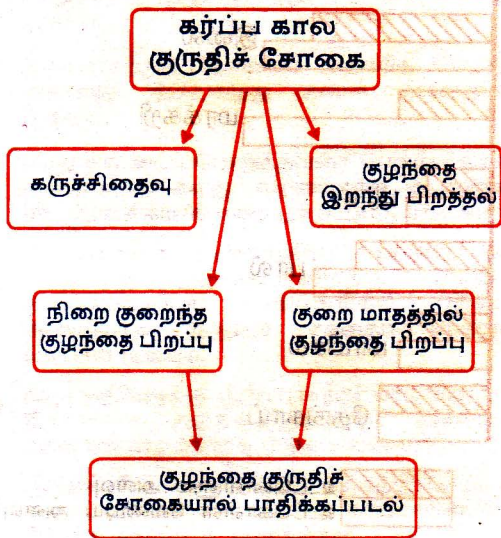 கர்ப்ப கால
குருதிச் சோகை
கருச்சிதைவு
குழந்தை
இறந்து பிறத்தல்
நிறை குறைந்த
குழந்தை பிறப்பு
குறை மாதத்தில்
குழந்தை பிறப்பு
குழந்தை குருதிச்
சோகையால் பாதிக்கப்படல்